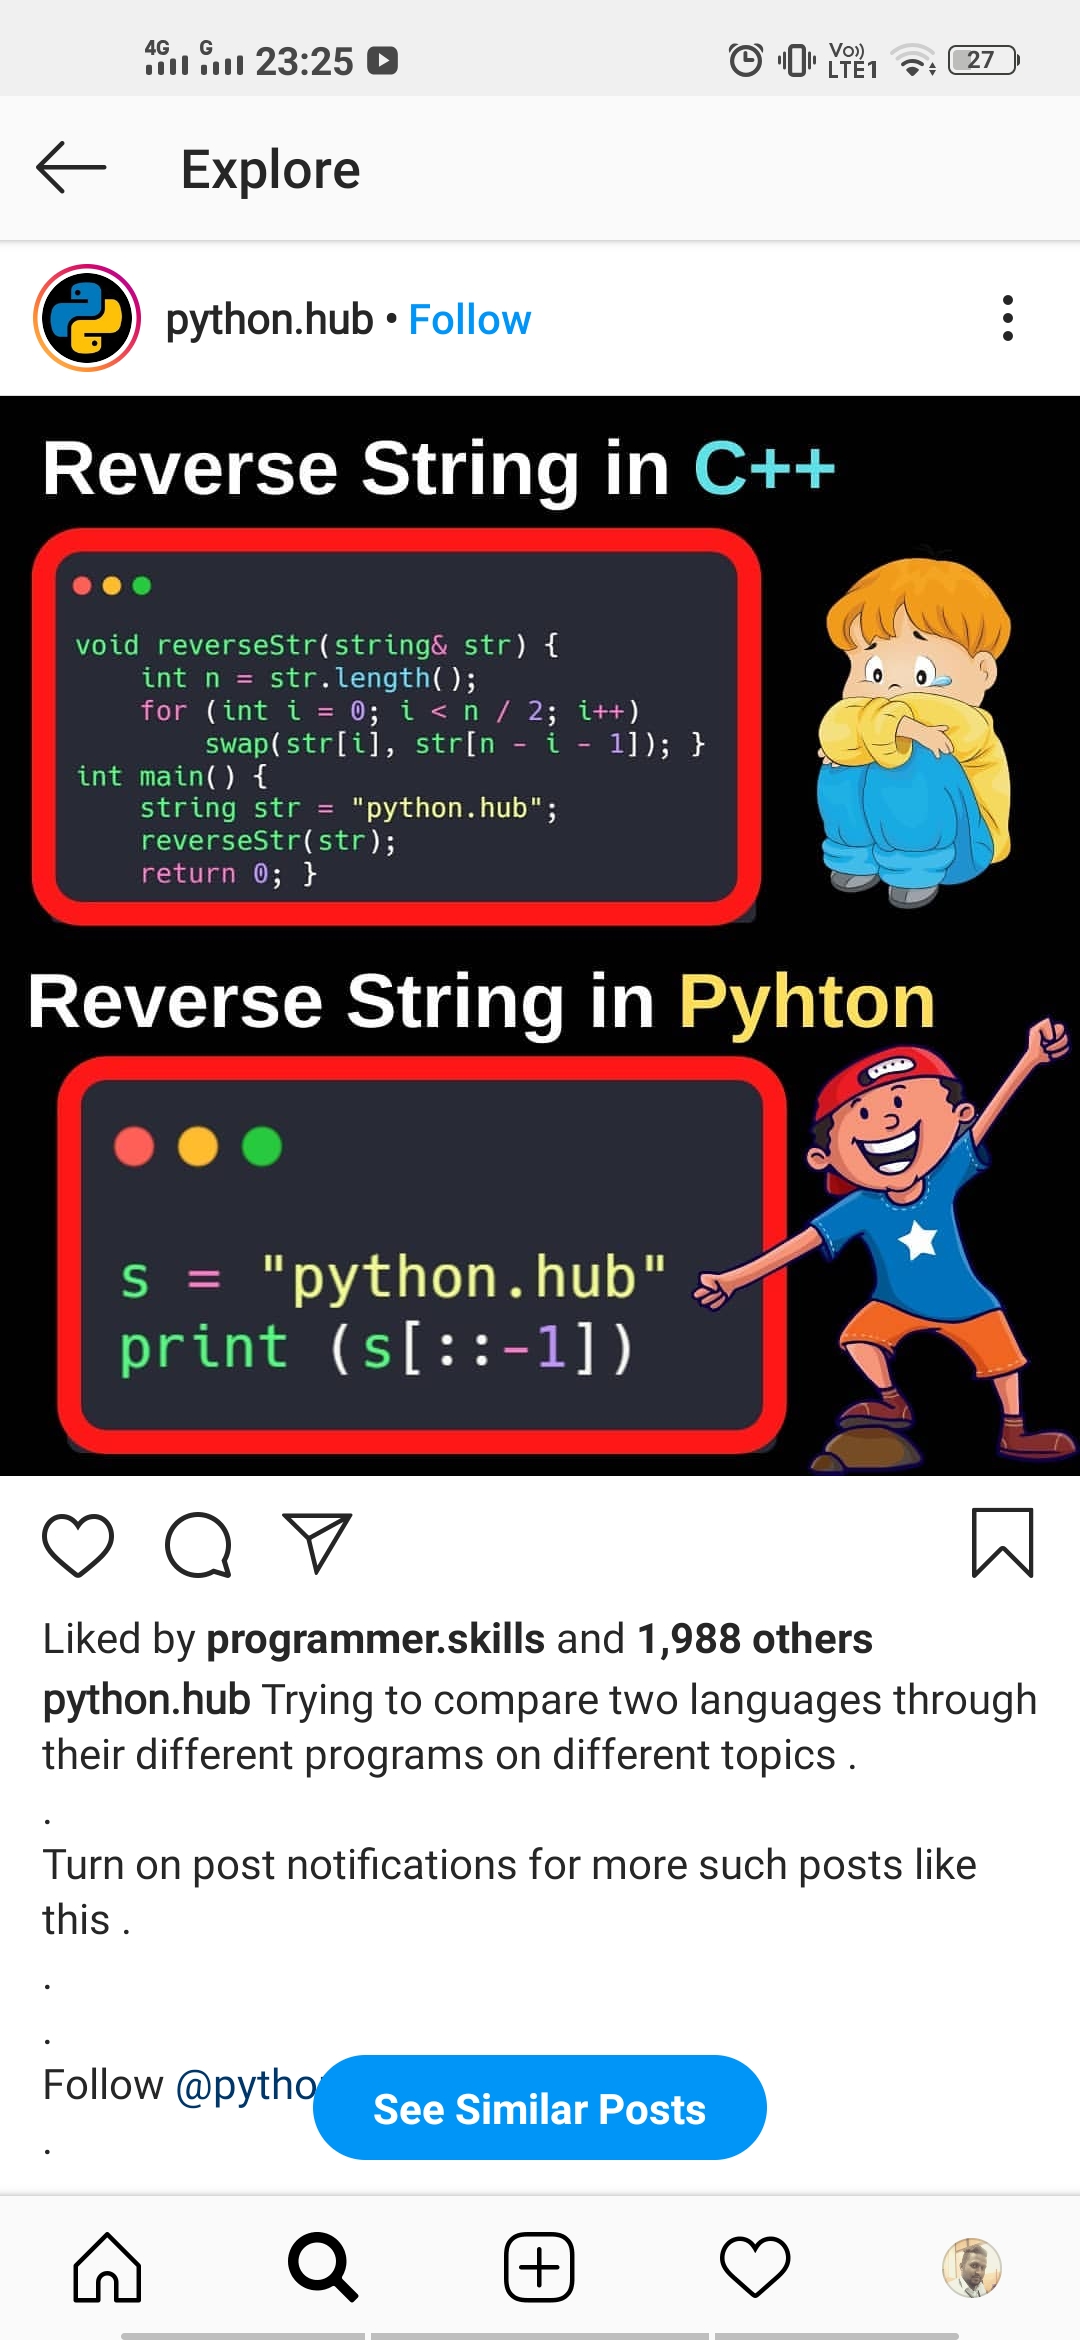 4G G 23:25 Vo)) LTE1 27
Explore
python.hub • Follow
Reverse String in C++
void reverseStr(string& str) {
    int n = str.length();
    for (int i = 0; i < n / 2; i++)
        swap(str[i], str[n - i - 1]); }
int main() {
    string str = "python.hub";
    reverseStr(str);
    return 0; }
Reverse String in Pyhton
s = "python.hub"
print (s[::-1])
Liked by programmer.skills and 1,988 others
python.hub Trying to compare two languages through
their different programs on different topics .
.
Turn on post notifications for more such posts like
this .
.
.
Follow @pytho
See Similar Posts
.